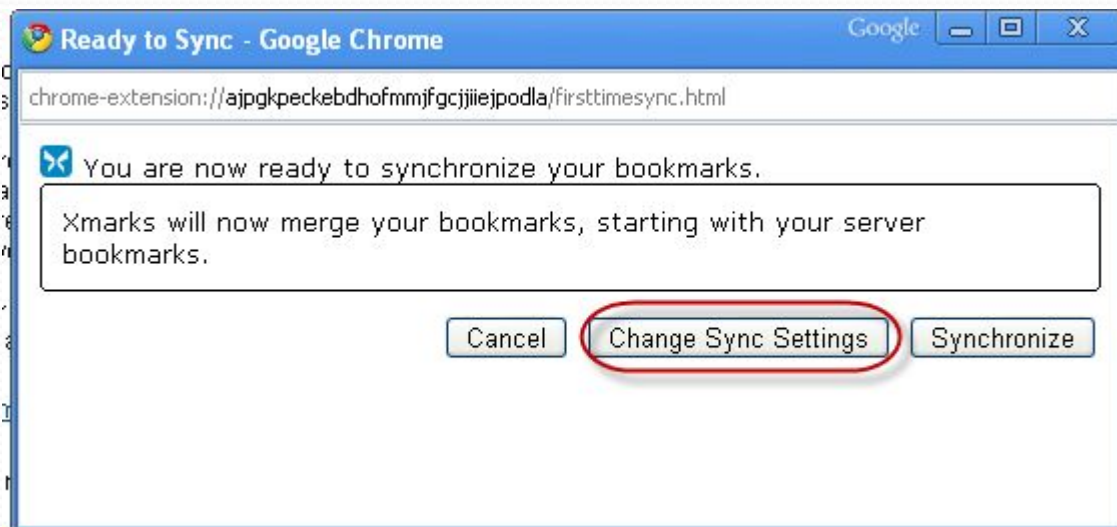 Ready to Sync - Google Chrome
Google
chrome-extension://ajpgkpeckebdhofmmjfgcjjiiejpodla/firsttimesync.html
You are now ready to synchronize your bookmarks.
Xmarks will now merge your bookmarks, starting with your server
bookmarks.
Cancel Change Sync Settings Synchronize